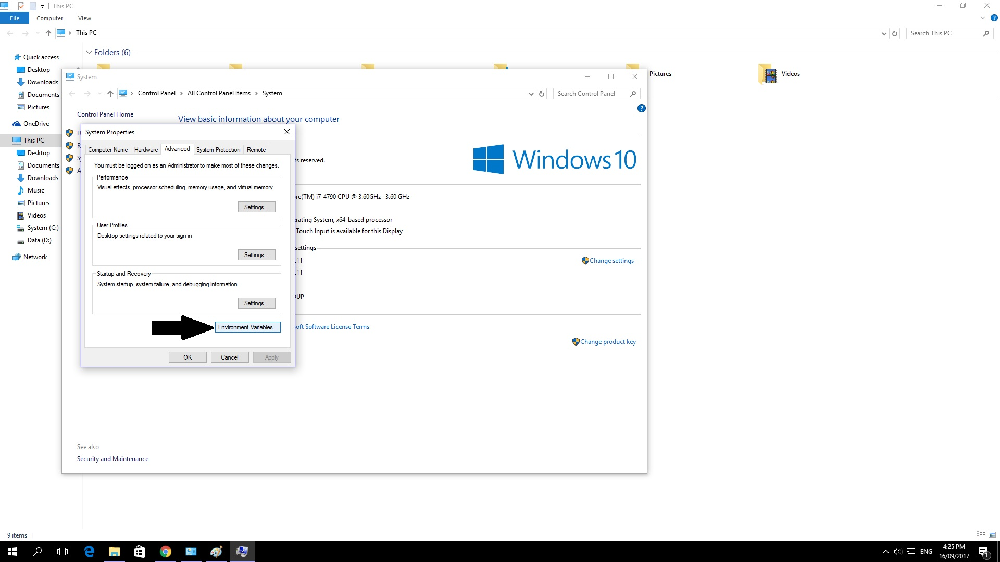 This PC
File
Computer
View
This PC
Search This PC
Quick access
Desktop
Downloads
Documents
Pictures
OneDrive
This PC
Desktop
Documents
Downloads
Music
Pictures
Videos
System (C:)
Data (D:)
Network
Folders (6)
Pictures
Videos
System
Control Panel
All Control Panel Items
System
Search Control Panel
Control Panel Home
View basic information about your computer
ts reserved.
Windows 10
re(TM) i7-4790 CPU @ 3.60GHz 3.60 GHz
erating System, x64-based processor
Touch Input is available for this Display
settings
:11
:11
Change settings
OUP
oft Software License Terms
Change product key
System Properties
Computer Name
Hardware
Advanced
System Protection
Remote
You must be logged on as an Administrator to make most of these changes.
Performance
Visual effects, processor scheduling, memory usage, and virtual memory
Settings...
User Profiles
Desktop settings related to your sign-in
Settings...
Startup and Recovery
System startup, system failure, and debugging information
Settings...
Environment Variables...
OK
Cancel
Apply
See also
Security and Maintenance
9 items
ENG
4:25 PM
16/09/2017
1